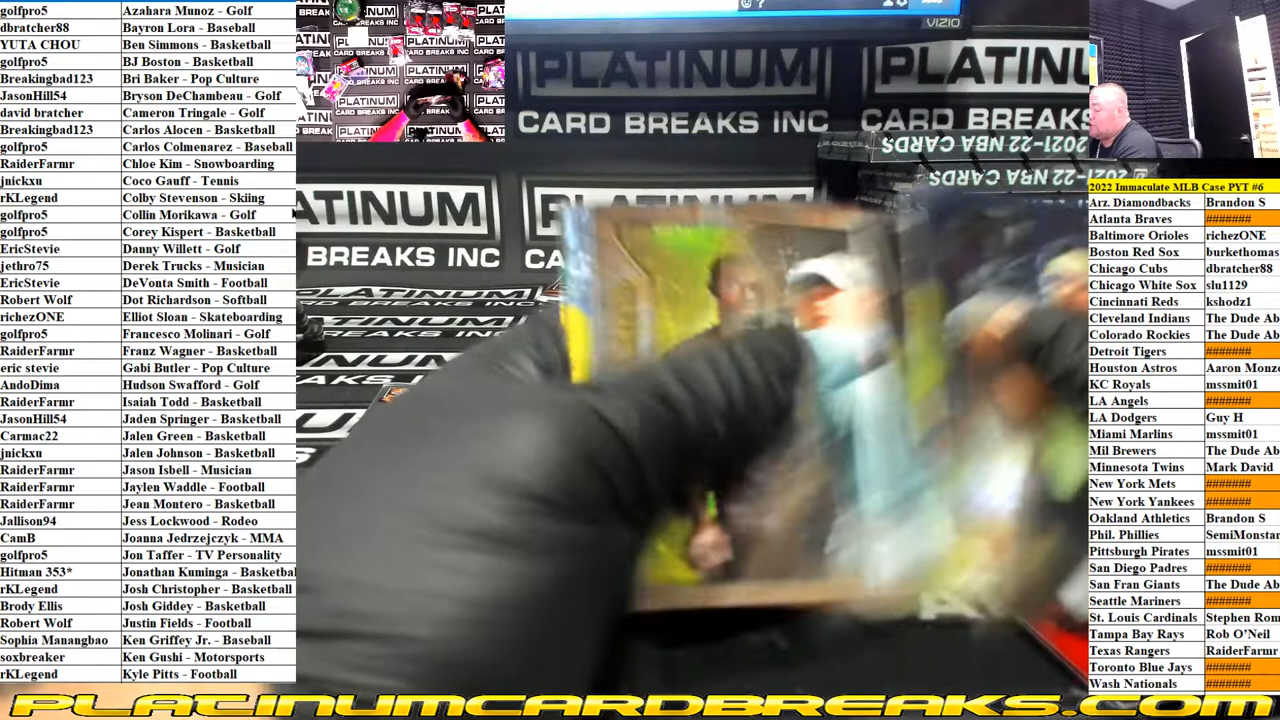 golfpro5 Azahara Munoz - Golf
dbratcher88 Bayron Lora - Baseball
YUTA CHOU Ben Simmons - Basketball
golfpro5 BJ Boston - Basketball
Breakingbad123 Bri Baker - Pop Culture
JasonHill54 Bryson DeChambeau - Golf
david bratcher Cameron Tringale - Golf
Breakingbad123 Carlos Alocen - Basketball
golfpro5 Carlos Colmenarez - Baseball
RaiderFarmr Chloe Kim - Snowboarding
jnickxu Coco Gauff - Tennis
rKLegend Colby Stevenson - Skiing
golfpro5 Collin Morikawa - Golf
golfpro5 Corey Kispert - Basketball
EricStevie Danny Willett - Golf
jethro75 Derek Trucks - Musician
EricStevie DeVonta Smith - Football
Robert Wolf Dot Richardson - Softball
richezONE Elliot Sloan - Skateboarding
golfpro5 Francesco Molinari - Golf
RaiderFarmr Franz Wagner - Basketball
eric stevie Gabi Butler - Pop Culture
AndoDima Hudson Swafford - Golf
RaiderFarmr Isaiah Todd - Basketball
JasonHill54 Jaden Springer - Basketball
Carmac22 Jalen Green - Basketball
jnickxu Jalen Johnson - Basketball
RaiderFarmr Jason Isbell - Musician
RaiderFarmr Jaylen Waddle - Football
RaiderFarmr Jean Montero - Basketball
Jallison94 Jess Lockwood - Rodeo
CamB Joanna Jedrzejczyk - MMA
golfpro5 Jon Taffer - TV Personality
Hitman 353* Jonathan Kuminga - Basketba
rKLegend Josh Christopher - Basketball
Brody Ellis Josh Giddey - Basketball
Robert Wolf Justin Fields - Football
Sophia Manangbao Ken Griffey Jr. - Baseball
soxbreaker Ken Gushi - Motorsports
rKLegend Kyle Pitts - Football
VIZIO
PLATINUM PLATINU
CARD BREAKS INC CARD BREAKS
2021-22 NBA CARDS
2021-22 NBA CARDS
ATINUM PLATINUM
BREAKS INC CA
2022 Immaculate MLB Case PYT #6
Arz. Diamondbacks Brandon S
Atlanta Braves #######
Baltimore Orioles richezONE
Boston Red Sox burkethomas
Chicago Cubs dbratcher88
Chicago White Sox slu1129
Cincinnati Reds kshodz1
Cleveland Indians The Dude Ab
Colorado Rockies The Dude Ab
Detroit Tigers #######
Houston Astros Aaron Monze
KC Royals mssmit01
LA Angels #######
LA Dodgers Guy H
Miami Marlins mssmit01
Mil Brewers The Dude Ab
Minnesota Twins Mark David
New York Mets #######
New York Yankees #######
Oakland Athletics Brandon S
Phil. Phillies SemiMonstar
Pittsburgh Pirates mssmit01
San Diego Padres #######
San Fran Giants The Dude Ab
Seattle Mariners #######
St. Louis Cardinals Stephen Rom
Tampa Bay Rays Rob O'Neil
Texas Rangers RaiderFarmr
Toronto Blue Jays #######
Wash Nationals #######
PLATINUMCARDBREAKS.COM